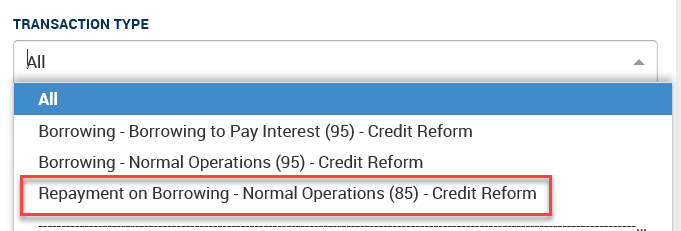 TRANSACTION TYPE
All
All
Borrowing - Borrowing to Pay Interest (95) - Credit Reform
Borrowing - Normal Operations (95) - Credit Reform
Repayment on Borrowing - Normal Operations (85) - Credit Reform